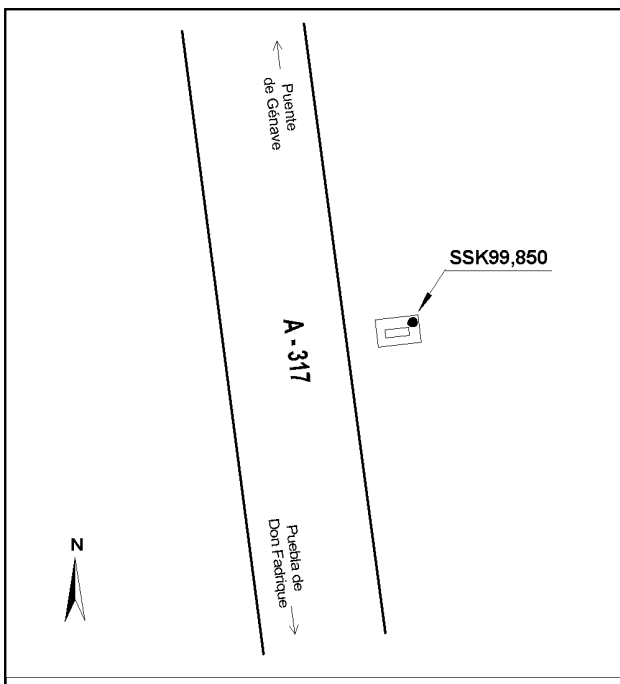 Puente
de Génave
SSK99,850
A - 317
N
Puebla de
Don Fadrique